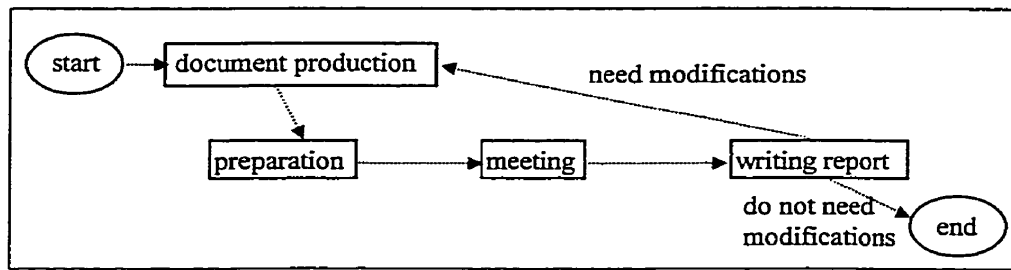 start
document production
need modifications
preparation
meeting
writing report
do not need
modifications
end